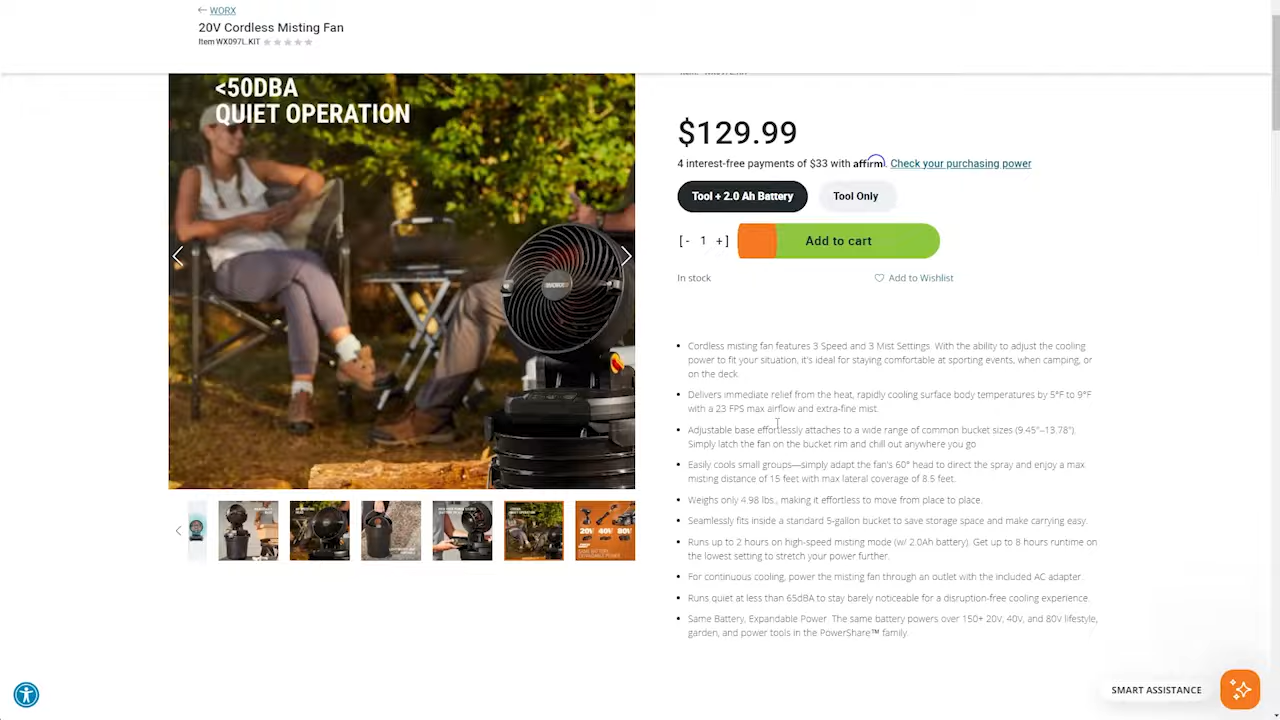 WORX
20V Cordless Misting Fan
Item WX097L.KIT
<50DBA
QUIET OPERATION
WORX
$129.99
4 interest-free payments of $33 with affirm. Check your purchasing power
Tool + 2.0 Ah Battery
Tool Only
[- 1 +]
Add to cart
In stock
Add to Wishlist
Cordless misting fan features 3 Speed and 3 Mist Settings. With the ability to adjust the cooling
power to fit your situation, it's ideal for staying comfortable at sporting events, when camping, or
on the deck.
Delivers immediate relief from the heat, rapidly cooling surface body temperatures by 5°F to 9°F
with a 23 FPS max airflow and extra-fine mist.
Adjustable base effortlessly attaches to a wide range of common bucket sizes (9.45"–13.78").
Simply latch the fan on the bucket rim and chill out anywhere you go
Easily cools small groups—simply adapt the fan's 60° head to direct the spray and enjoy a max
misting distance of 15 feet with max lateral coverage of 8.5 feet.
Weighs only 4.98 lbs., making it effortless to move from place to place.
Seamlessly fits inside a standard 5-gallon bucket to save storage space and make carrying easy.
Runs up to 2 hours on high-speed misting mode (w/ 2.0Ah battery). Get up to 8 hours runtime on
the lowest setting to stretch your power further.
For continuous cooling, power the misting fan through an outlet with the included AC adapter.
Runs quiet at less than 65dBA to stay barely noticeable for a disruption-free cooling experience.
Same Battery, Expandable Power. The same battery powers over 150+ 20V, 40V, and 80V lifestyle,
garden, and power tools in the PowerShare™ family.
20V 40V 80V
SMART ASSISTANCE